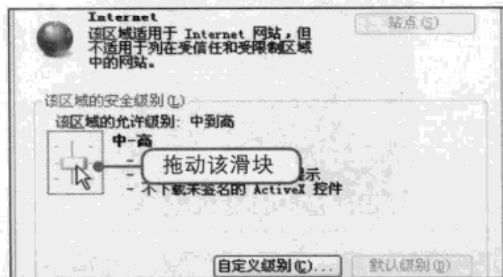 Internet
站点(S)
该区域适用于 Internet 网站，但
不适用于列在受信任和受限制区域
中的网站。
该区域的安全级别(L)
该区域的允许级别: 中到高
中-高
拖动该滑块
示
- 不下载未签名的 ActiveX 控件
自定义级别(C)...
默认级别(D)